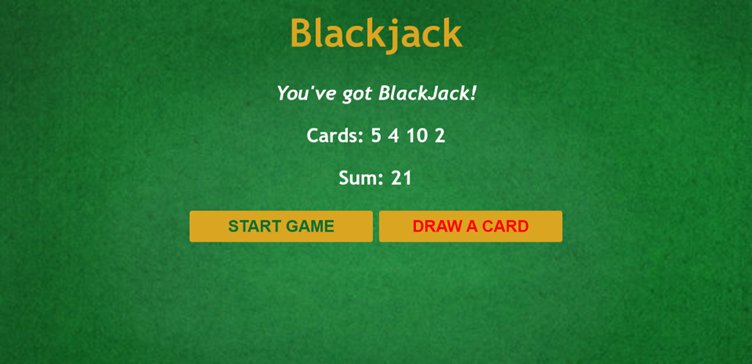 Blackjack
You've got BlackJack!
Cards: 5 4 10 2
Sum: 21
START GAME DRAW A CARD